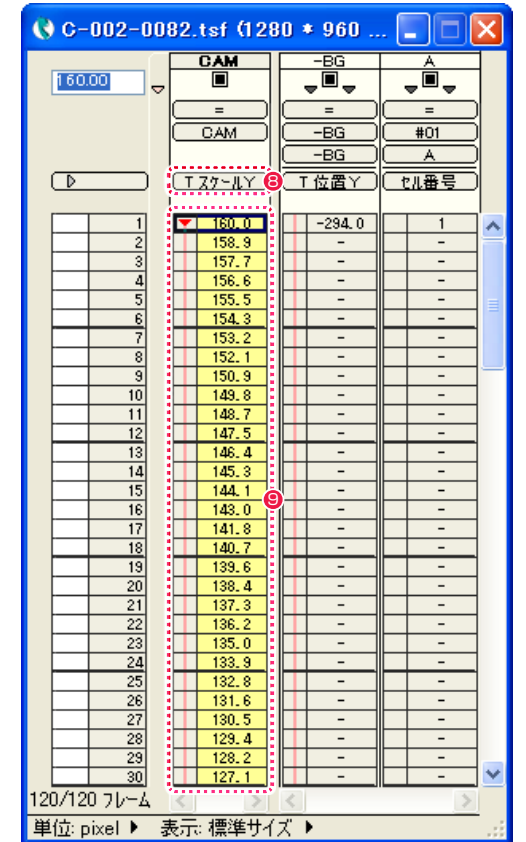 C-002-0082.tsf (1280 * 960 ...
CAM -BG A
160.00
= = =
CAM -BG #01
-BG A
T スケールY 8 T 位置Y セル番号
1 160.0 -294.0 1
2 158.9 - -
3 157.7 - -
4 156.6 - -
5 155.5 - -
6 154.3 - -
7 153.2 - -
8 152.1 - -
9 150.9 - -
10 149.8 - -
11 148.7 - -
12 147.5 - -
13 146.4 - -
14 145.3 - -
15 144.1 - -
9
16 143.0 - -
17 141.8 - -
18 140.7 - -
19 139.6 - -
20 138.4 - -
21 137.3 - -
22 136.2 - -
23 135.0 - -
24 133.9 - -
25 132.8 - -
26 131.6 - -
27 130.5 - -
28 129.4 - -
29 128.2 - -
30 127.1 - -
120/120 フレーム
単位: pixel 表示: 標準サイズ